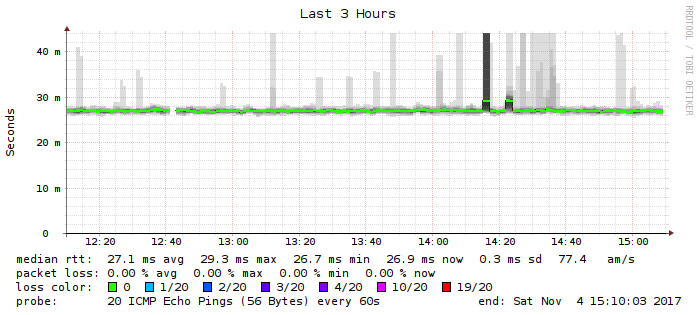 Last 3 Hours
RRDTOOL / TOBI OETIKER
Seconds
40 m
30 m
20 m
10 m
0
12:20 12:40 13:00 13:20 13:40 14:00 14:20 14:40 15:00
median rtt: 27.1 ms avg 29.3 ms max 26.7 ms min 26.9 ms now 0.3 ms sd 77.4 am/s
packet loss: 0.00 % avg 0.00 % max 0.00 % min 0.00 % now
loss color: 0 1/20 2/20 3/20 4/20 10/20 19/20
probe: 20 ICMP Echo Pings (56 Bytes) every 60s end: Sat Nov 4 15:10:03 2017